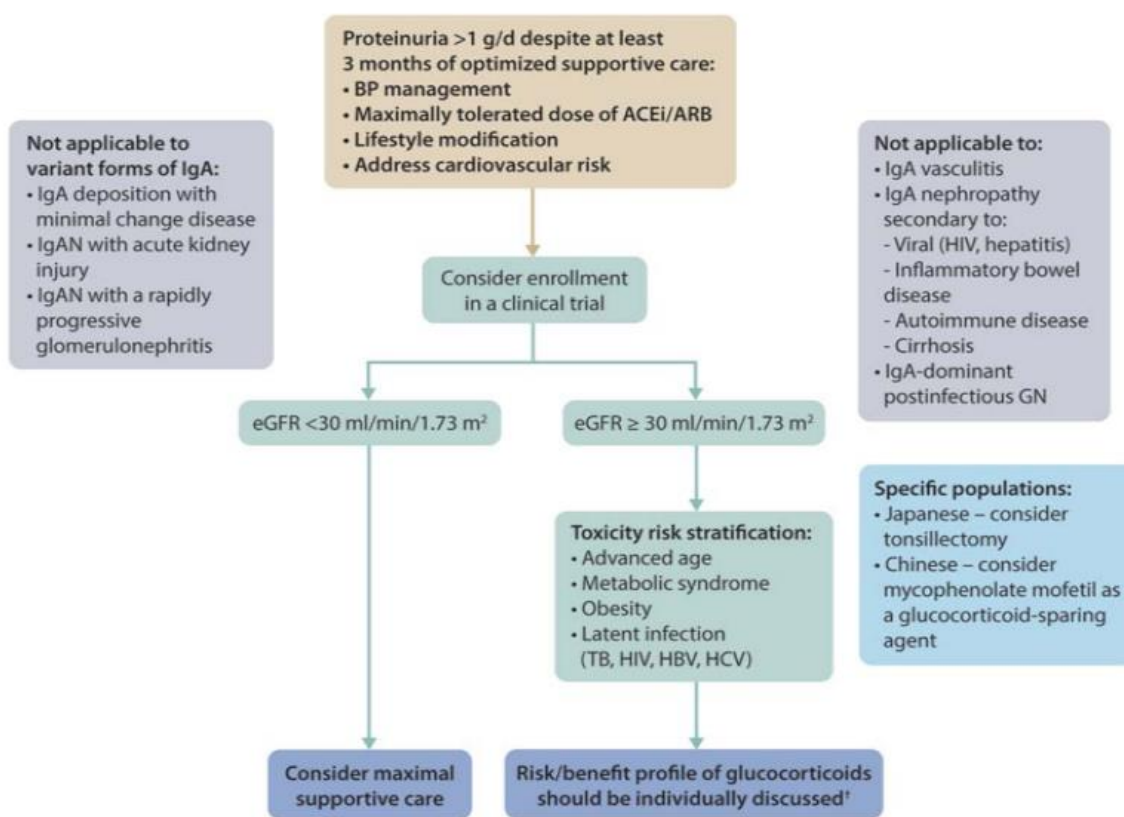 Proteinuria >1 g/d despite at least
3 months of optimized supportive care:
• BP management
• Maximally tolerated dose of ACEi/ARB
• Lifestyle modification
• Address cardiovascular risk
Not applicable to
variant forms of IgA:
• IgA deposition with
minimal change disease
• IgAN with acute kidney
injury
• IgAN with a rapidly
progressive
glomerulonephritis
Not applicable to:
• IgA vasculitis
• IgA nephropathy
secondary to:
- Viral (HIV, hepatitis)
- Inflammatory bowel
disease
- Autoimmune disease
- Cirrhosis
• IgA-dominant
postinfectious GN
Consider enrollment
in a clinical trial
eGFR <30 ml/min/1.73 m²
eGFR ≥ 30 ml/min/1.73 m²
Toxicity risk stratification:
• Advanced age
• Metabolic syndrome
• Obesity
• Latent infection
(TB, HIV, HBV, HCV)
Specific populations:
• Japanese – consider
tonsillectomy
• Chinese – consider
mycophenolate mofetil as
a glucocorticoid-sparing
agent
Consider maximal
supportive care
Risk/benefit profile of glucocorticoids
should be individually discussed†